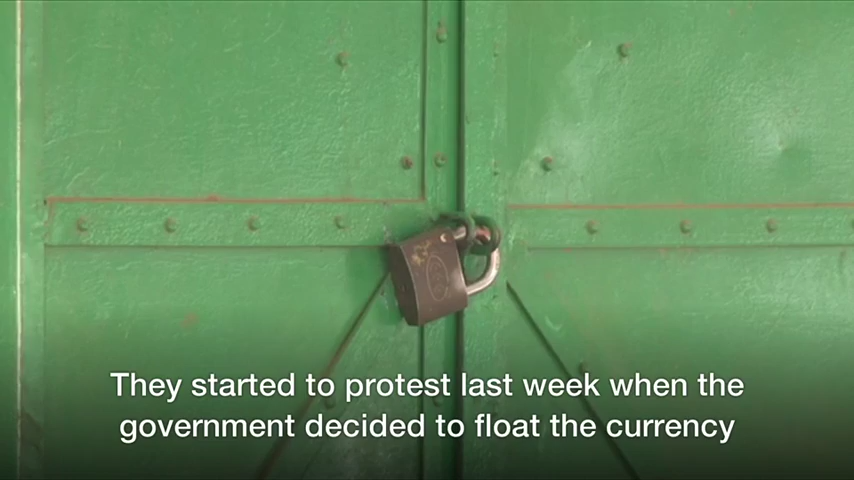 They started to protest last week when the
government decided to float the currency